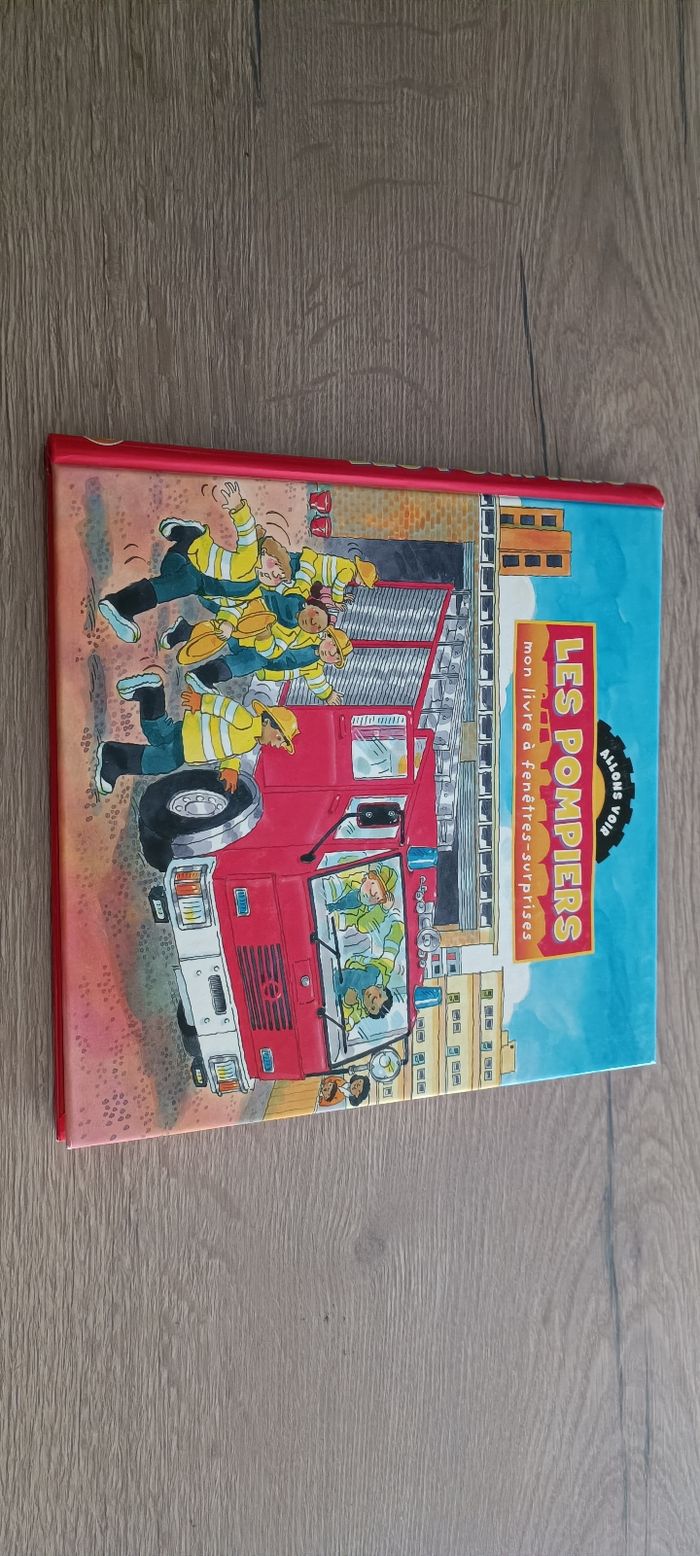 ALLONS VOIR
LES POMPIERS
mon livre à fenêtres-surprises